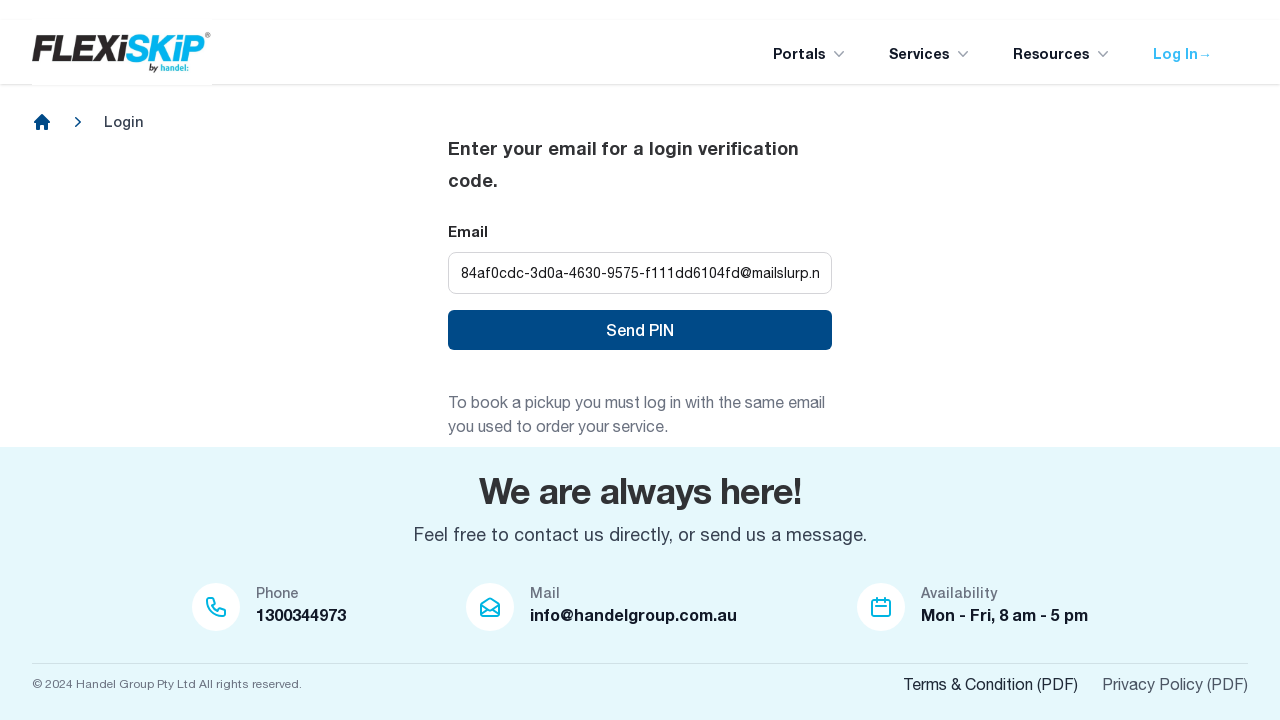 FLEXiSKiP®
by handel:
Portals
Services
Resources
Log In→
Login
Enter your email for a login verification
code.
Email
84af0cdc-3d0a-4630-9575-f111dd6104fd@mailslurp.n
Send PIN
To book a pickup you must log in with the same email
you used to order your service.
We are always here!
Feel free to contact us directly, or send us a message.
Phone
1300344973
Mail
info@handelgroup.com.au
Availability
Mon - Fri, 8 am - 5 pm
© 2024 Handel Group Pty Ltd All rights reserved.
Terms & Condition (PDF)
Privacy Policy (PDF)